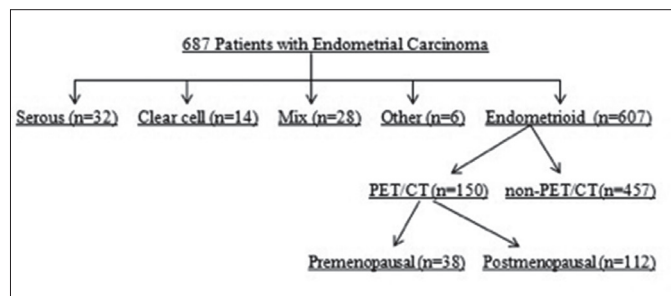 687 Patients with Endometrial Carcinoma
Serous (n=32) Clear cell (n=14) Mix (n=28) Other (n=6) Endometrioid (n=607)
PET/CT(n=150) non-PET/CT(n=457)
Premenopausal (n=38) Postmenopausal (n=112)